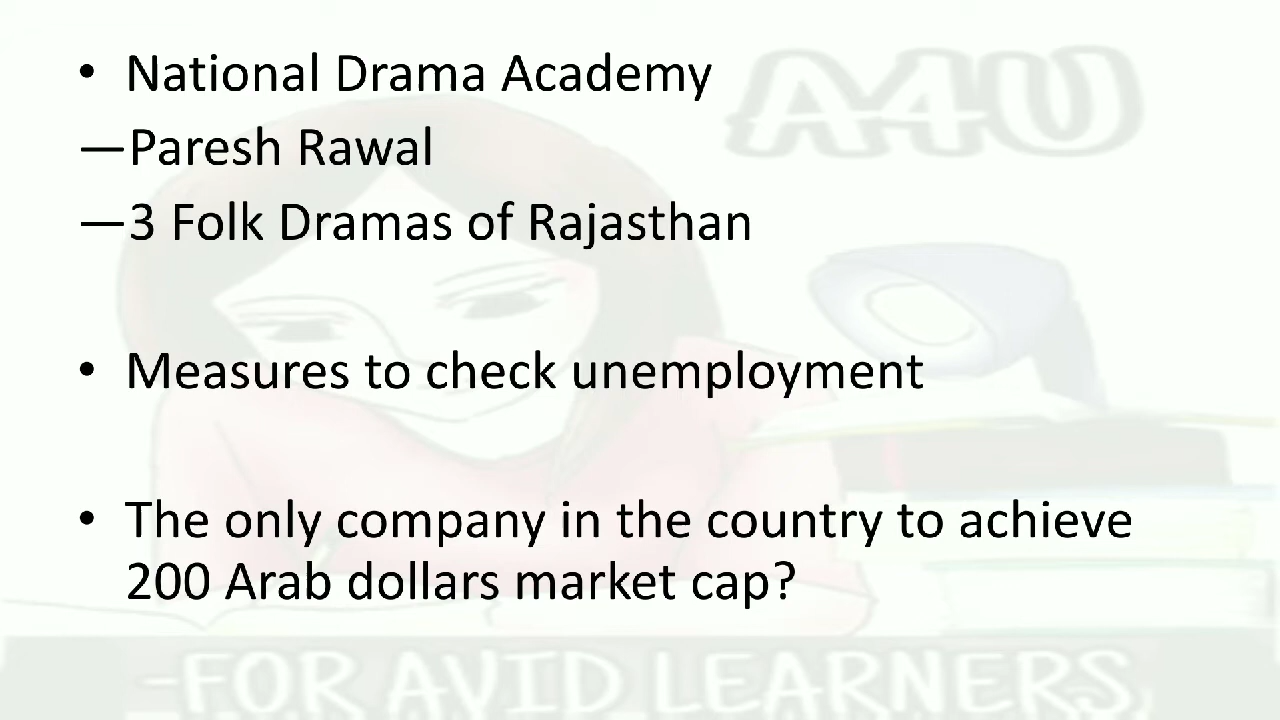 • National Drama Academy
A4U
—Paresh Rawal
—3 Folk Dramas of Rajasthan
• Measures to check unemployment
• The only company in the country to achieve
200 Arab dollars market cap?
-FOR AVID LEARNERS